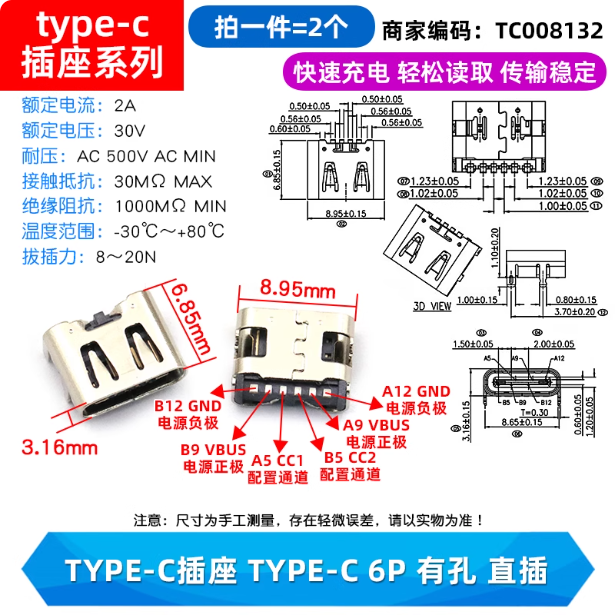 type-c
插座系列
拍一件=2个
商家编码：TC008132
快速充电 轻松读取 传输稳定
额定电流：2A
额定电压：30V
耐压：AC 500V AC MIN
接触抵抗：30MΩ MAX
绝缘阻抗：1000MΩ MIN
温度范围：-30℃～+80℃
拔插力：8～20N
0.50±0.05
0.50±0.05
0.56±0.05
0.56±0.05
0.60±0.05
6.85±0.15
8.95±0.15
1.23±0.05
1.23±0.05
1.02±0.05
1.02±0.05
1.00±0.05
3D VIEW
1.10±0.20
1.00±0.15
0.80±0.15
3.70±0.20
1.50±0.05
2.00±0.05
A5
A9
A12
B5
B9
B12
T=0.30
3.16±0.15
8.65±0.15
0.60±0.05
1.20±0.05
6.85mm
8.95mm
3.16mm
B12 GND
电源负极
B9 VBUS
电源正极
A5 CC1
配置通道
B5 CC2
配置通道
A9 VBUS
电源正极
A12 GND
电源负极
注意：尺寸为手工测量，存在轻微误差，请以实物为准！
TYPE-C插座 TYPE-C 6P 有孔 直插